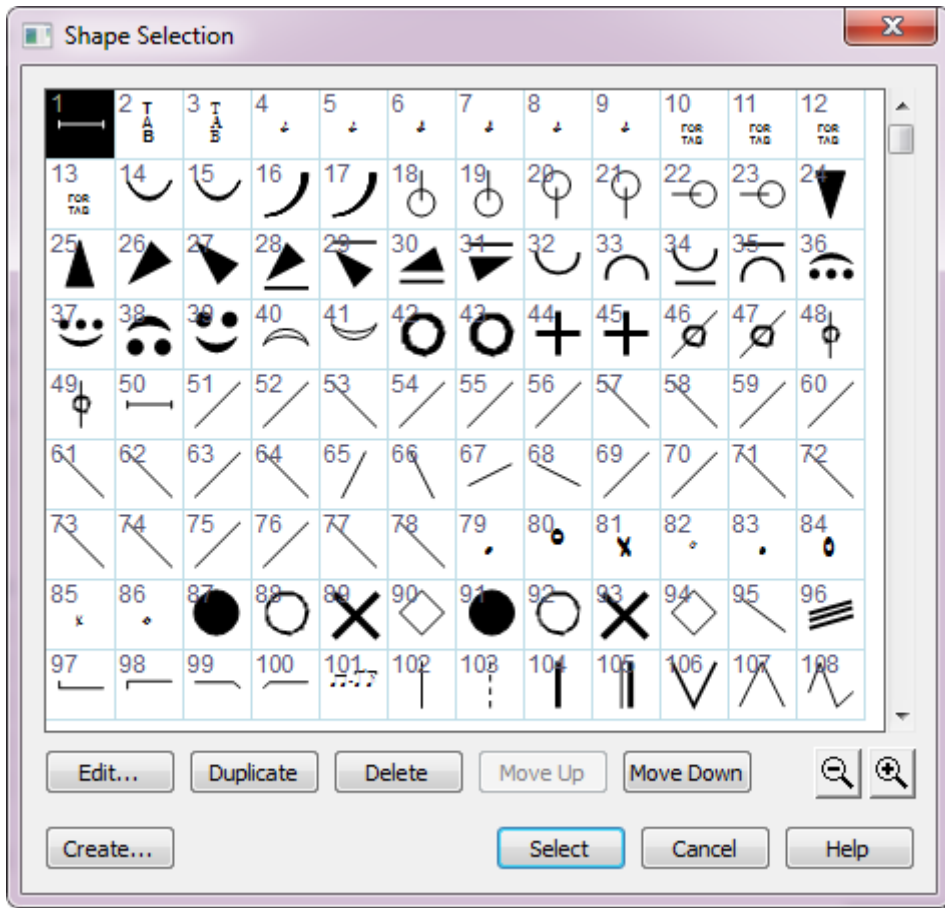 Shape Selection
1 2 T A B 3 T A B 4 5 6 7 8 9 10 FOR TAB 11 FOR TAB 12 FOR TAB
13 FOR TAB 14 15 16 17 18 19 20 21 22 23 24
25 26 27 28 29 30 31 32 33 34 35 36
37 38 39 40 41 42 43 44 45 46 47 48
49 50 51 52 53 54 55 56 57 58 59 60
61 62 63 64 65 66 67 68 69 70 71 72
73 74 75 76 77 78 79 80 81 82 83 84
85 86 87 88 89 90 91 92 93 94 95 96
97 98 99 100 101 102 103 104 105 106 107 108
Edit... Duplicate Delete Move Up Move Down
Create... Select Cancel Help